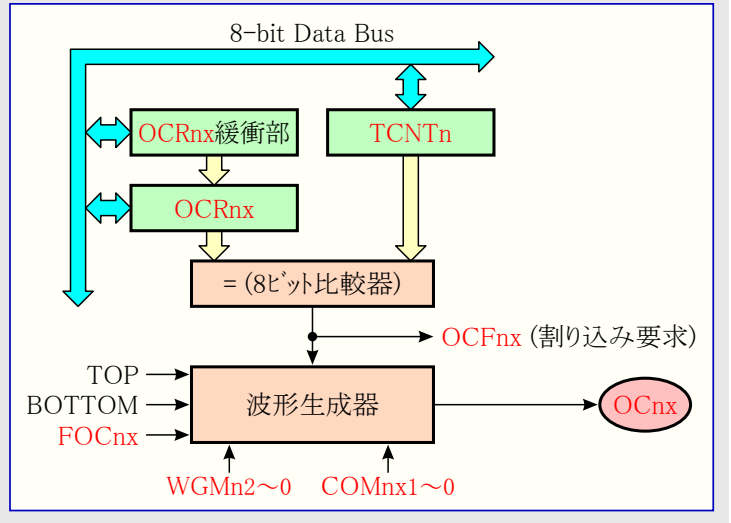 8-bit Data Bus
OCRnx緩衝部
TCNTn
OCRnx
= (8ﾋﾞｯﾄ比較器)
OCFnx (割り込み要求)
TOP
BOTTOM
FOCnx
波形生成器
OCnx
WGMn2～0
COMnx1～0